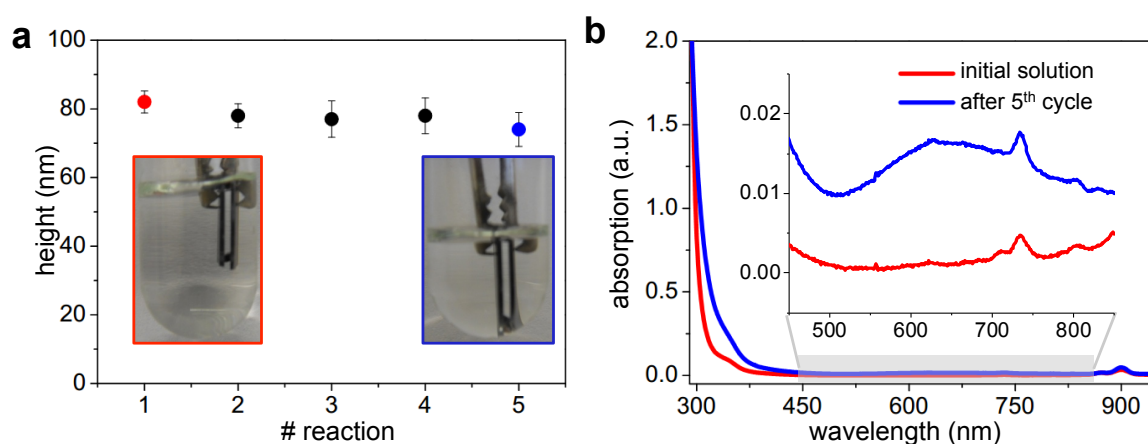 a
100
80
60
40
20
0
height (nm)
1 2 3 4 5
# reaction
b
2.0
1.5
1.0
0.5
0.0
absorption (a.u.)
initial solution
after 5th cycle
0.02
0.01
0.00
500 600 700 800
300 450 600 750 900
wavelength (nm)